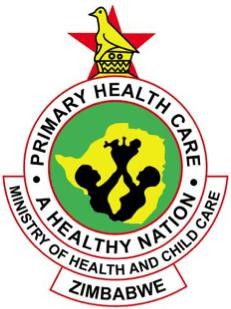 PRIMARY HEALTH CARE
A HEALTHY NATION
MINISTRY OF HEALTH AND CHILD CARE
ZIMBABWE